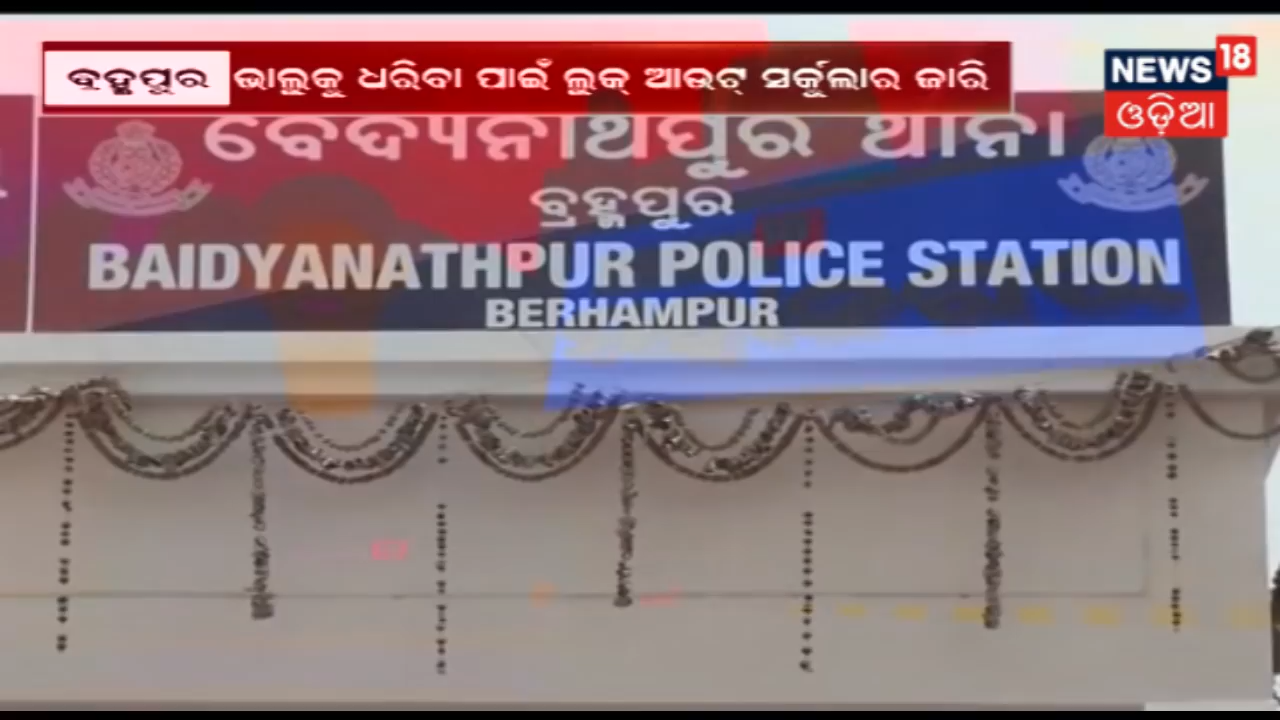 ବ୍ରହ୍ମପୁର ଭାଲୁକୁ ଧରିବା ପାଇଁ ଲୁକ୍ ଆଉଟ୍ ସର୍କୁଲାର ଜାରି
NEWS 18
ଓଡ଼ିଆ
ବୈଦ୍ୟନାଥପୁର ଥାନା
ବ୍ରହ୍ମପୁର
BAIDYANATHPUR POLICE STATION
BERHAMPUR